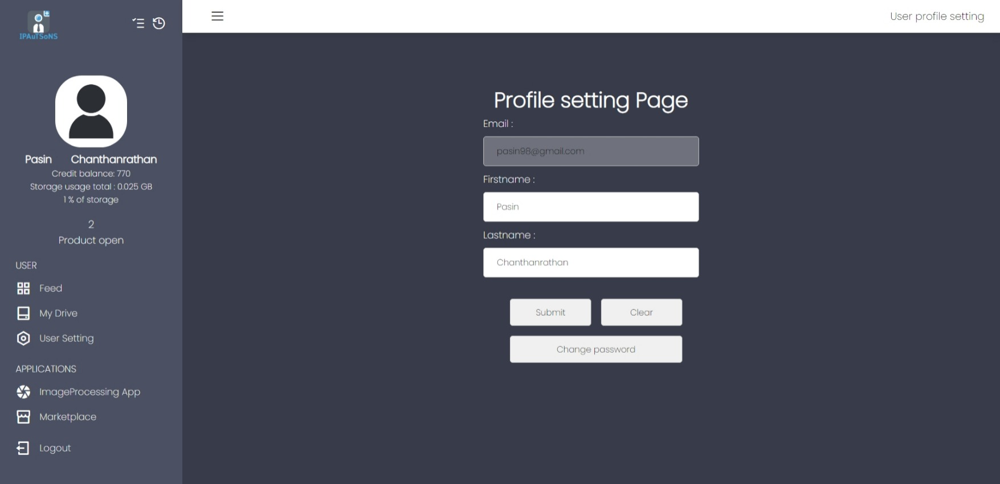 IPAuTSoNS
User profile setting
Pasin Chanthanrathan
Credit balance: 770
Storage usage total : 0.025 GB
1 % of storage
2
Product open
USER
Feed
My Drive
User Setting
APPLICATIONS
ImageProcessing App
Marketplace
Logout
Profile setting Page
Email :
pasin98@gmail.com
Firstname :
Pasin
Lastname :
Chanthanrathan
Submit Clear
Change password